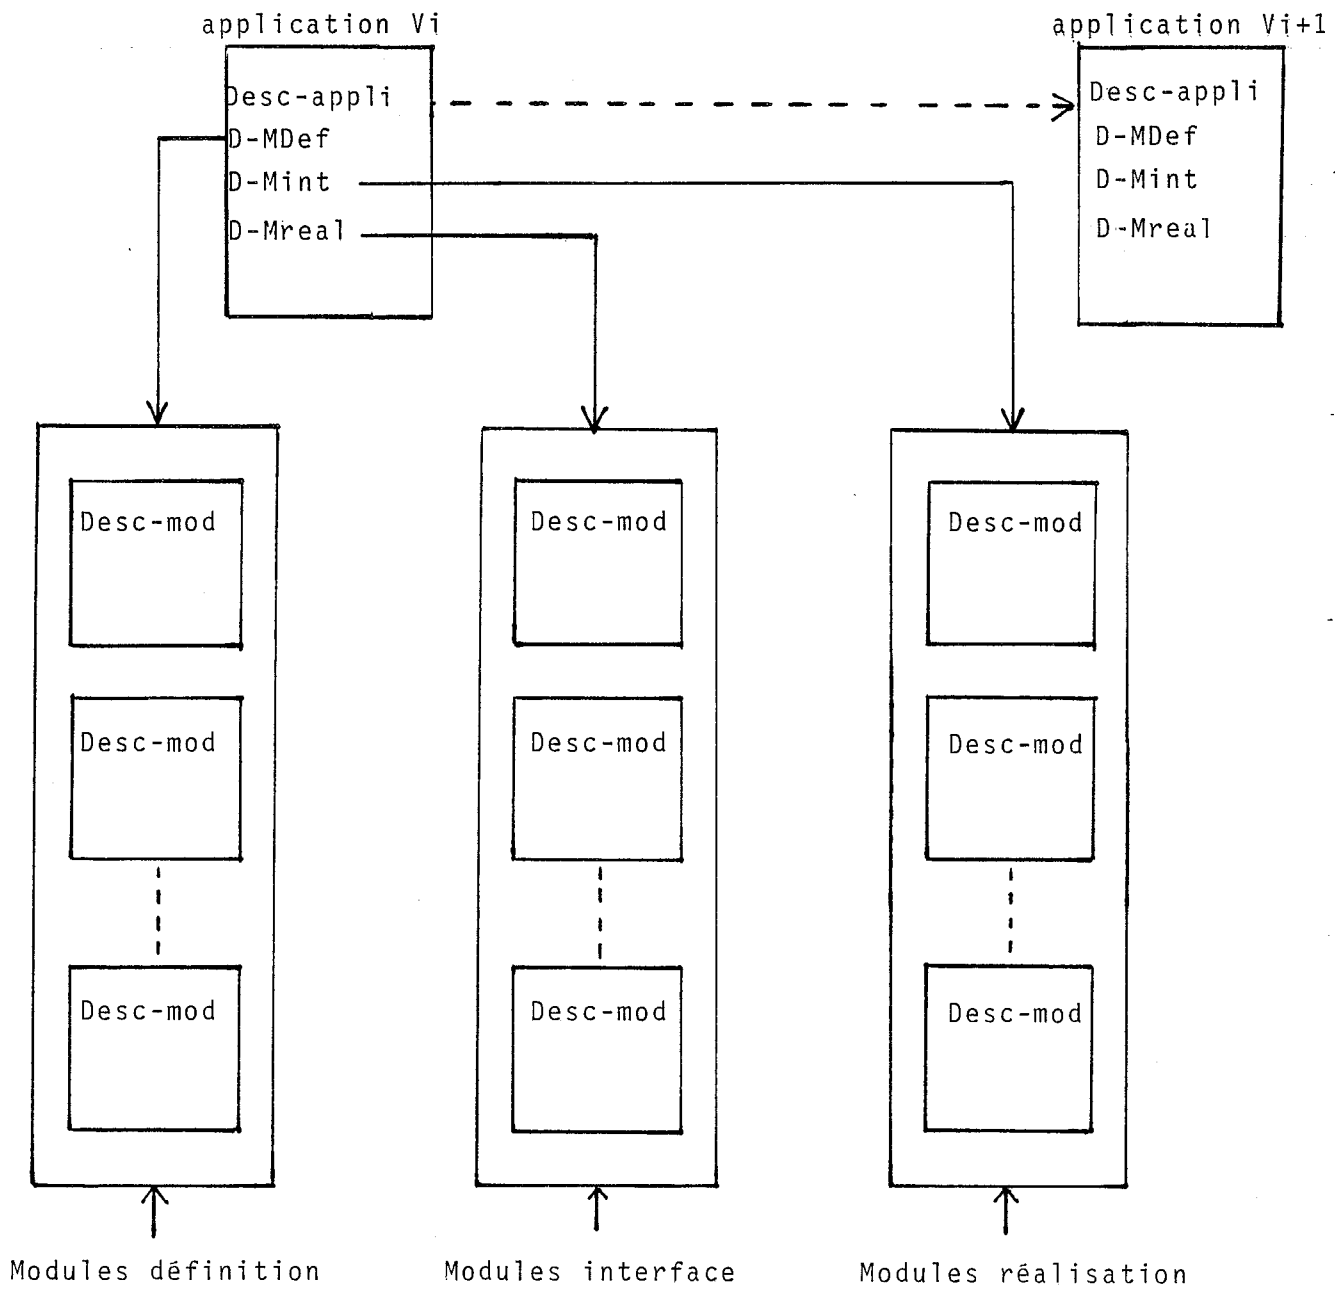 application Vi
application Vi+1
Desc-appli
D-MDef
D-Mint
D-Mreal
Desc-appli
D-MDef
D-Mint
D-Mreal
Desc-mod
Desc-mod
Desc-mod
Desc-mod
Desc-mod
Desc-mod
Desc-mod
Desc-mod
Desc-mod
Modules définition
Modules interface
Modules réalisation